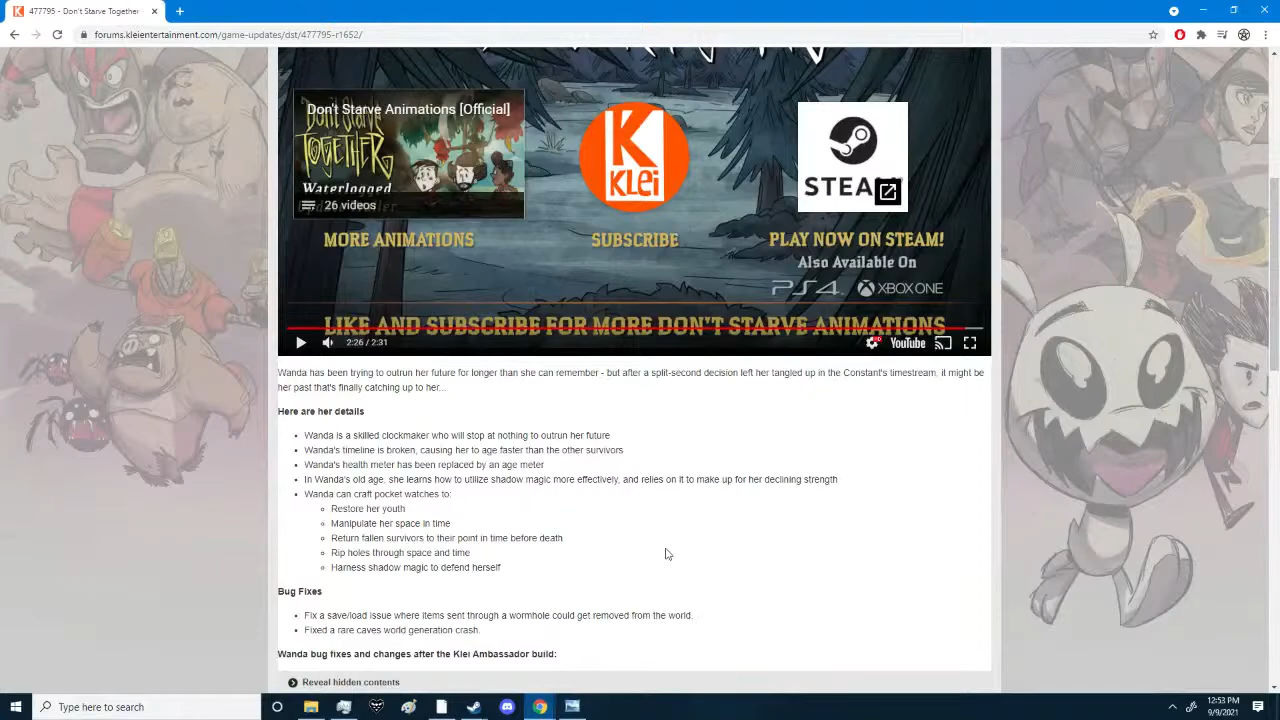 477795 - Don't Starve Together
forums.kleientertainment.com/game-updates/dst/477795-r1652/
Don't Starve Animations [Official]
Don't Starve
TOGETHER
Waterlogged
26 videos
KLei
STEA
MORE ANIMATIONS
SUBSCRIBE
PLAY NOW ON STEAM!
Also Available On
PS4 XBOX ONE
LIKE AND SUBSCRIBE FOR MORE DON'T STARVE ANIMATIONS
2:26 / 2:31
HD
YouTube
Wanda has been trying to outrun her future for longer than she can remember - but after a split-second decision left her tangled up in the Constant's timestream, it might be
her past that's finally catching up to her...
Here are her details
Wanda is a skilled clockmaker who will stop at nothing to outrun her future
Wanda's timeline is broken, causing her to age faster than the other survivors
Wanda's health meter has been replaced by an age meter
In Wanda's old age, she learns how to utilize shadow magic more effectively, and relies on it to make up for her declining strength
Wanda can craft pocket watches to:
Restore her youth
Manipulate her space in time
Return fallen survivors to their point in time before death
Rip holes through space and time
Harness shadow magic to defend herself
Bug Fixes
Fix a save/load issue where items sent through a wormhole could get removed from the world.
Fixed a rare caves world generation crash.
Wanda bug fixes and changes after the Klei Ambassador build:
Reveal hidden contents
Type here to search
12:53 PM
9/9/2021